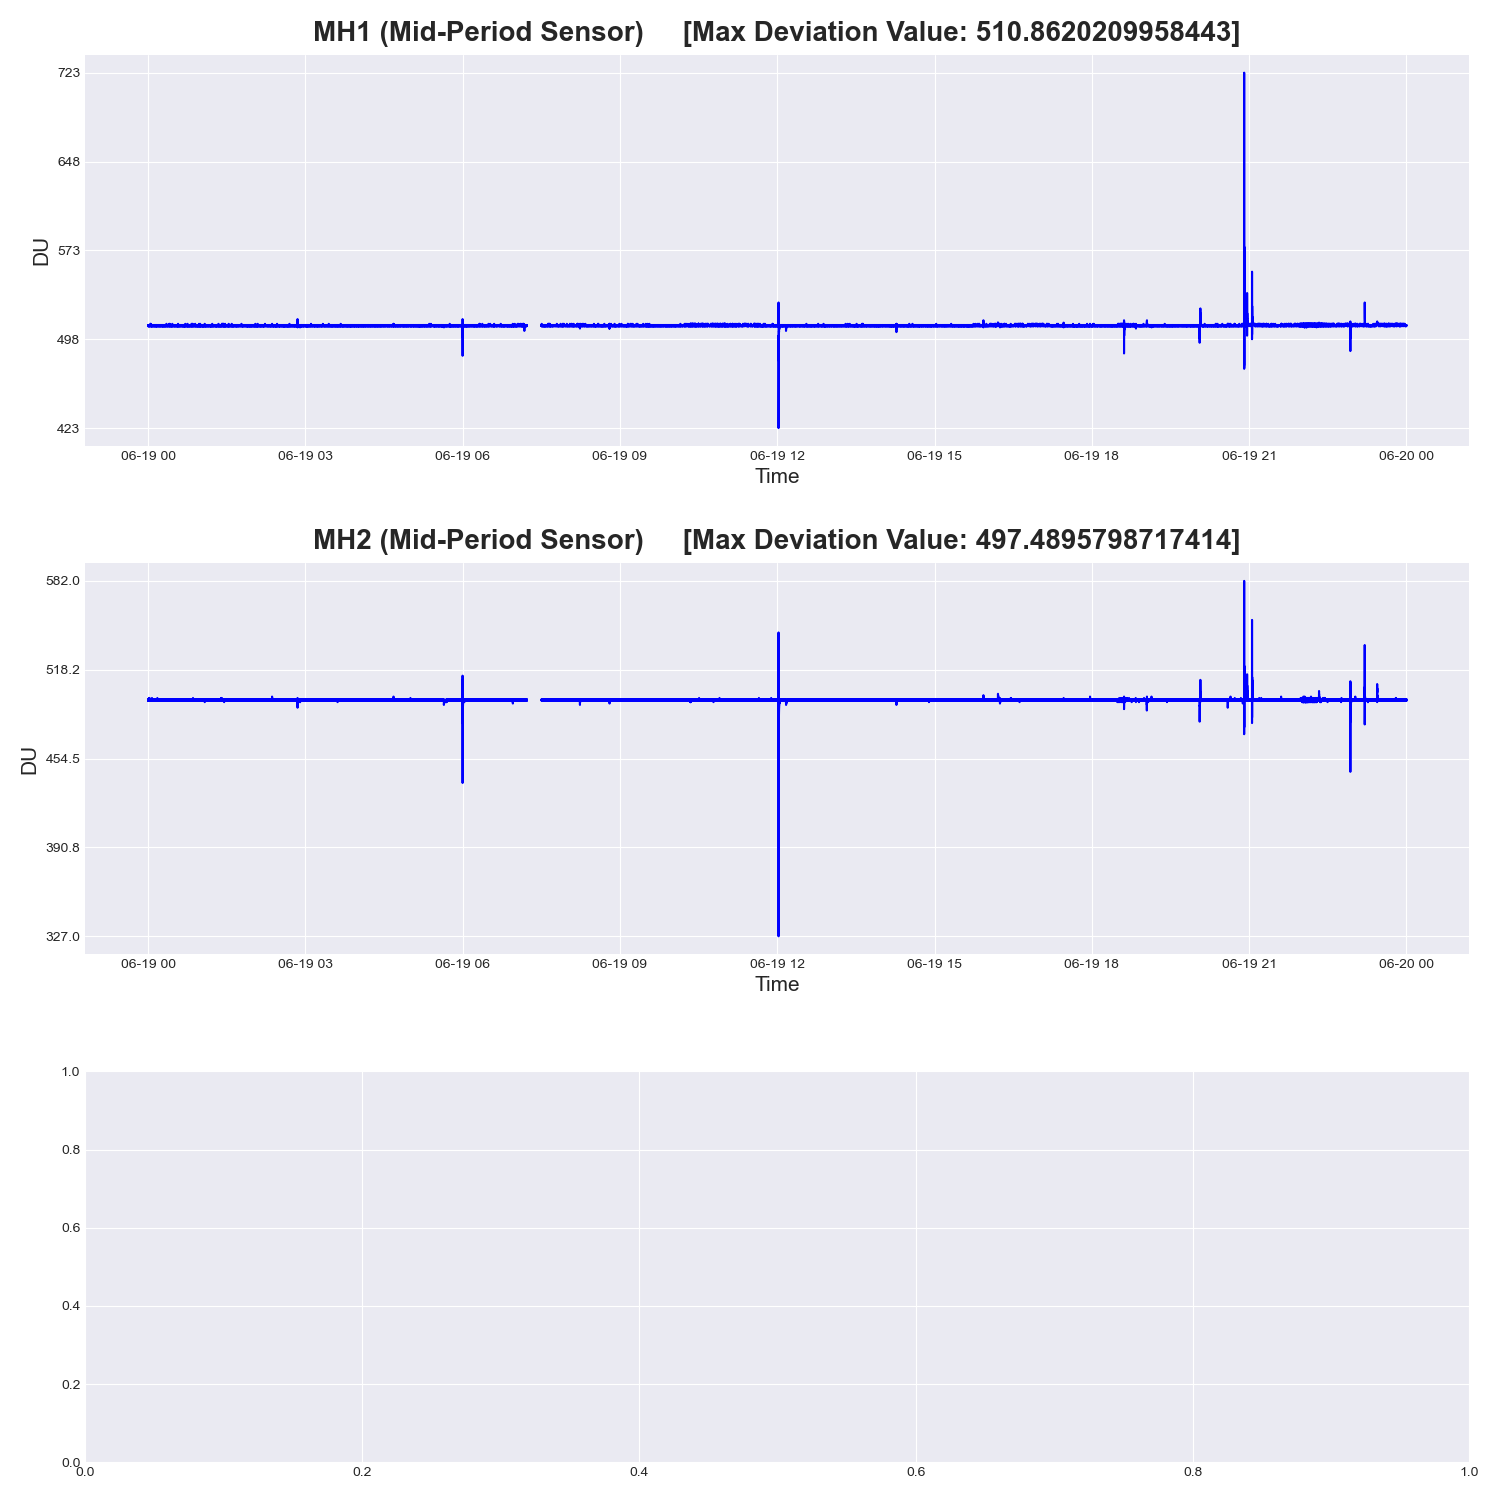 MH1 (Mid-Period Sensor) [Max Deviation Value: 510.8620209958443]
723
648
573
498
423
DU
06-19 00 06-19 03 06-19 06 06-19 09 06-19 12 06-19 15 06-19 18 06-19 21 06-20 00
Time
MH2 (Mid-Period Sensor) [Max Deviation Value: 497.4895798717414]
582.0
518.2
454.5
390.8
327.0
DU
06-19 00 06-19 03 06-19 06 06-19 09 06-19 12 06-19 15 06-19 18 06-19 21 06-20 00
Time
1.0
0.8
0.6
0.4
0.2
0.0
0.0 0.2 0.4 0.6 0.8 1.0